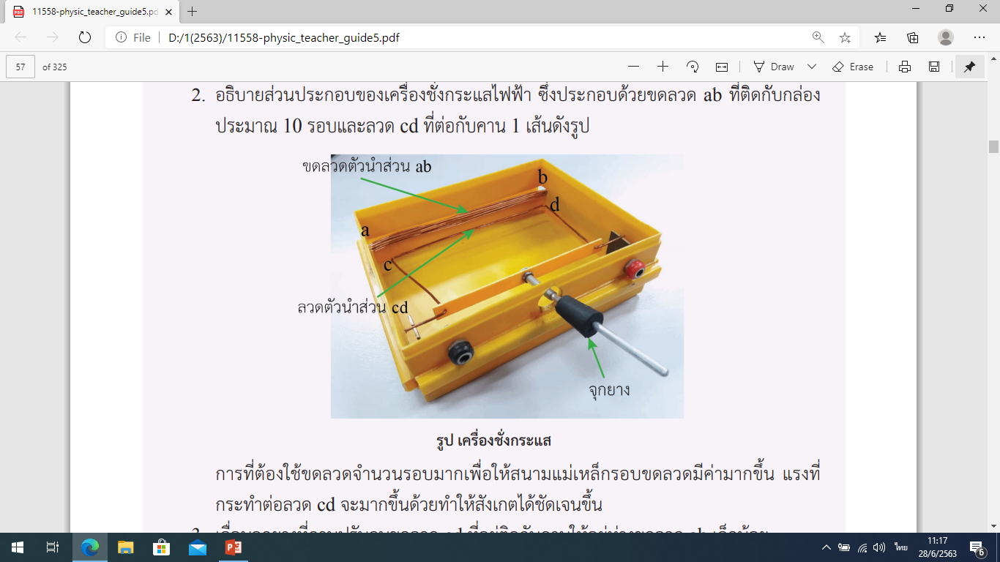 11558-physic_teacher_guide5.pd
File D:/1(2563)/11558-physic_teacher_guide5.pdf
57 of 325 Draw Erase
2. อธิบายส่วนประกอบของเครื่องชั่งกระแสไฟฟ้า ซึ่งประกอบด้วยขดลวด ab ที่ติดกับกล่อง
ประมาณ 10 รอบและลวด cd ที่ต่อกับคาน 1 เส้นดังรูป
ขดลวดตัวนำส่วน ab
b
d
a
c
ลวดตัวนำส่วน cd
จุกยาง
รูป เครื่องชั่งกระแส
การที่ต้องใช้ขดลวดจำนวนรอบมากเพื่อให้สนามแม่เหล็กรอบขดลวดมีค่ามากขึ้น แรงที่
กระทำต่อลวด cd จะมากขึ้นด้วยทำให้สังเกตได้ชัดเจนขึ้น
ไทย
11:17
28/6/2563
6